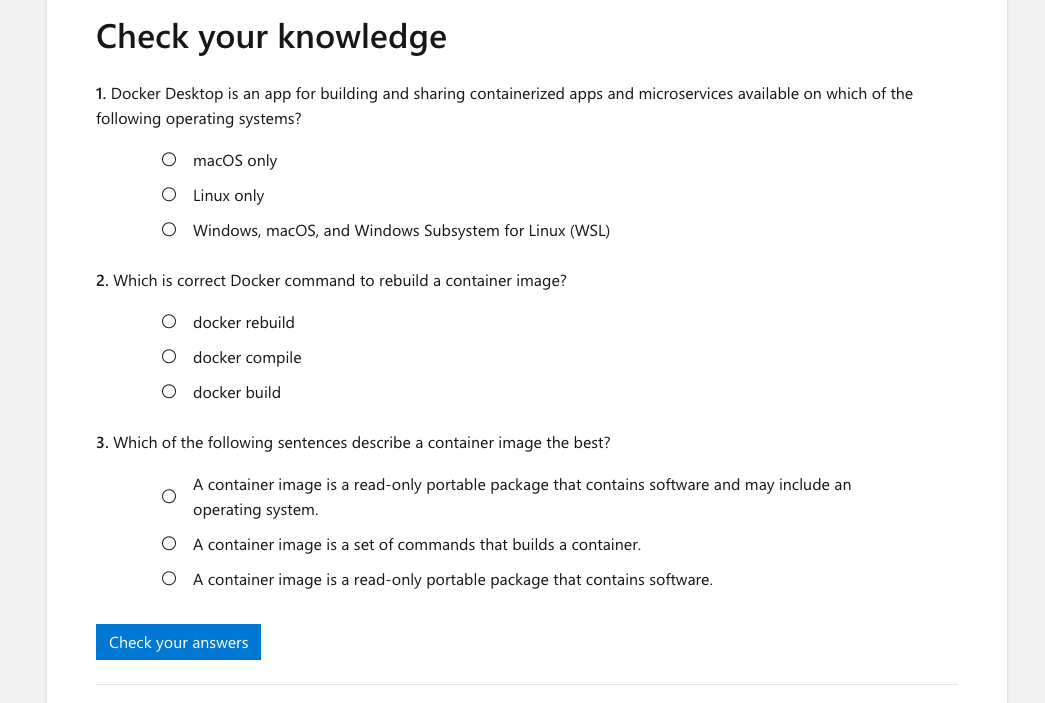 Check your knowledge
1. Docker Desktop is an app for building and sharing containerized apps and microservices available on which of the
following operating systems?
macOS only
Linux only
Windows, macOS, and Windows Subsystem for Linux (WSL)
2. Which is correct Docker command to rebuild a container image?
docker rebuild
docker compile
docker build
3. Which of the following sentences describe a container image the best?
A container image is a read-only portable package that contains software and may include an
operating system.
A container image is a set of commands that builds a container.
A container image is a read-only portable package that contains software.
Check your answers